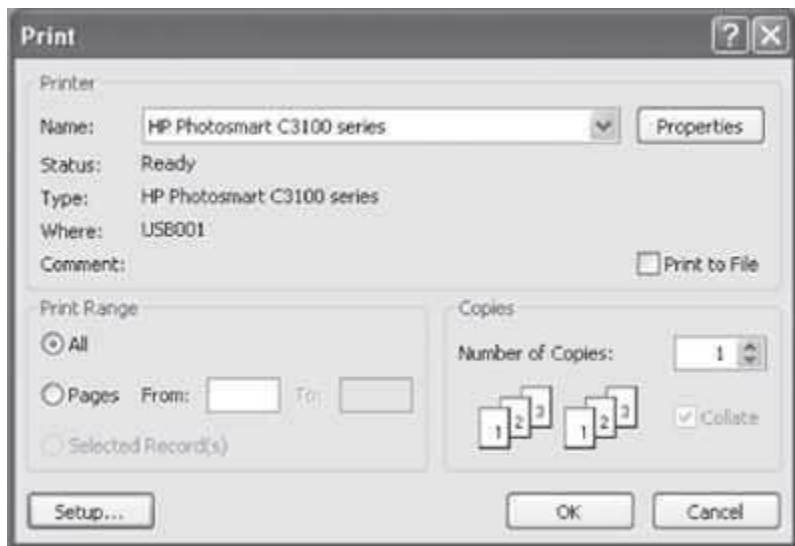 Print
Printer
Name: HP Photosmart C3100 series Properties
Status: Ready
Type: HP Photosmart C3100 series
Where: USB001
Comment: Print to File
Print Range
All
Pages From: To:
Selected Record(s)
Copies
Number of Copies: 1
1 2 3 1 2 3
Collate
Setup... OK Cancel